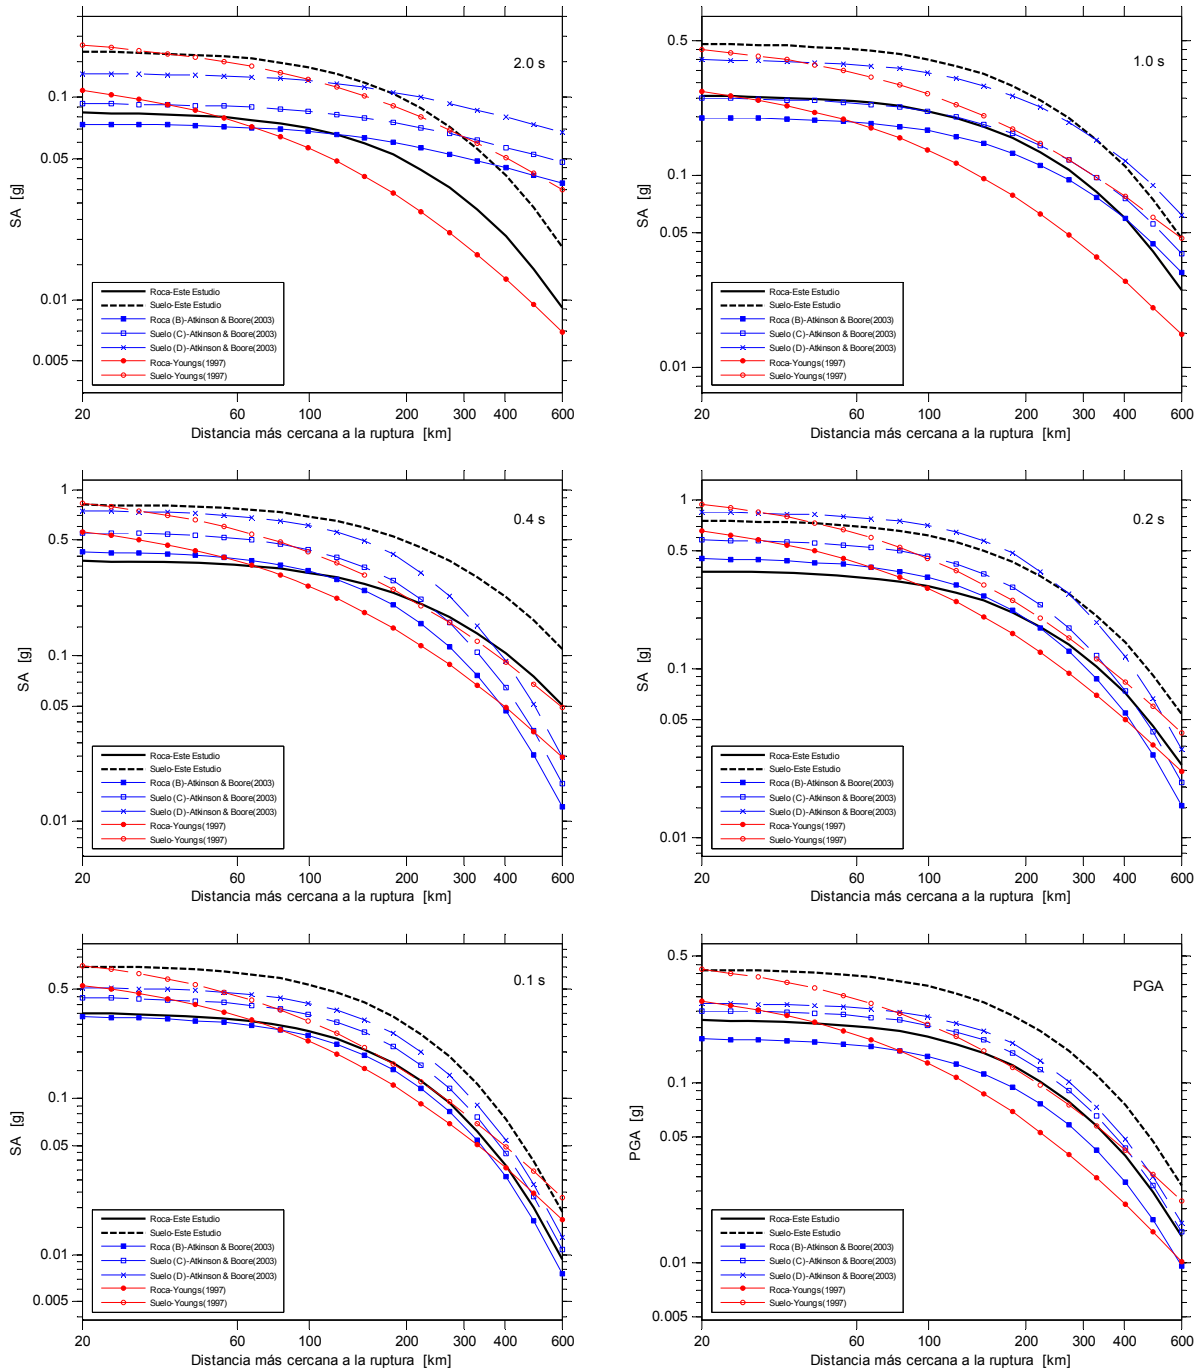 2.0 s
SA [g]
0.1
0.05
0.01
0.005
Roca-Este Estudio
Suelo-Este Estudio
Roca (B)-Atkinson & Boore(2003)
Suelo (C)-Atkinson & Boore(2003)
Suelo (D)-Atkinson & Boore(2003)
Roca-Youngs(1997)
Suelo-Youngs(1997)
20 60 100 200 300 400 600
Distancia más cercana a la ruptura [km]
1.0 s
SA [g]
0.5
0.1
0.05
0.01
Roca-Este Estudio
Suelo-Este Estudio
Roca (B)-Atkinson & Boore(2003)
Suelo (C)-Atkinson & Boore(2003)
Suelo (D)-Atkinson & Boore(2003)
Roca-Youngs(1997)
Suelo-Youngs(1997)
20 60 100 200 300 400 600
Distancia más cercana a la ruptura [km]
0.4 s
SA [g]
1
0.5
0.1
0.05
0.01
Roca-Este Estudio
Suelo-Este Estudio
Roca (B)-Atkinson & Boore(2003)
Suelo (C)-Atkinson & Boore(2003)
Suelo (D)-Atkinson & Boore(2003)
Roca-Youngs(1997)
Suelo-Youngs(1997)
20 60 100 200 300 400 600
Distancia más cercana a la ruptura [km]
0.2 s
SA [g]
1
0.5
0.1
0.05
0.01
Roca-Este Estudio
Suelo-Este Estudio
Roca (B)-Atkinson & Boore(2003)
Suelo (C)-Atkinson & Boore(2003)
Suelo (D)-Atkinson & Boore(2003)
Roca-Youngs(1997)
Suelo-Youngs(1997)
20 60 100 200 300 400 600
Distancia más cercana a la ruptura [km]
0.1 s
SA [g]
0.5
0.1
0.05
0.01
0.005
Roca-Este Estudio
Suelo-Este Estudio
Roca (B)-Atkinson & Boore(2003)
Suelo (C)-Atkinson & Boore(2003)
Suelo (D)-Atkinson & Boore(2003)
Roca-Youngs(1997)
Suelo-Youngs(1997)
20 60 100 200 300 400 600
Distancia más cercana a la ruptura [km]
PGA
PGA [g]
0.5
0.1
0.05
0.01
0.005
Roca-Este Estudio
Suelo-Este Estudio
Roca (B)-Atkinson & Boore(2003)
Suelo (C)-Atkinson & Boore(2003)
Suelo (D)-Atkinson & Boore(2003)
Roca-Youngs(1997)
Suelo-Youngs(1997)
20 60 100 200 300 400 600
Distancia más cercana a la ruptura [km]